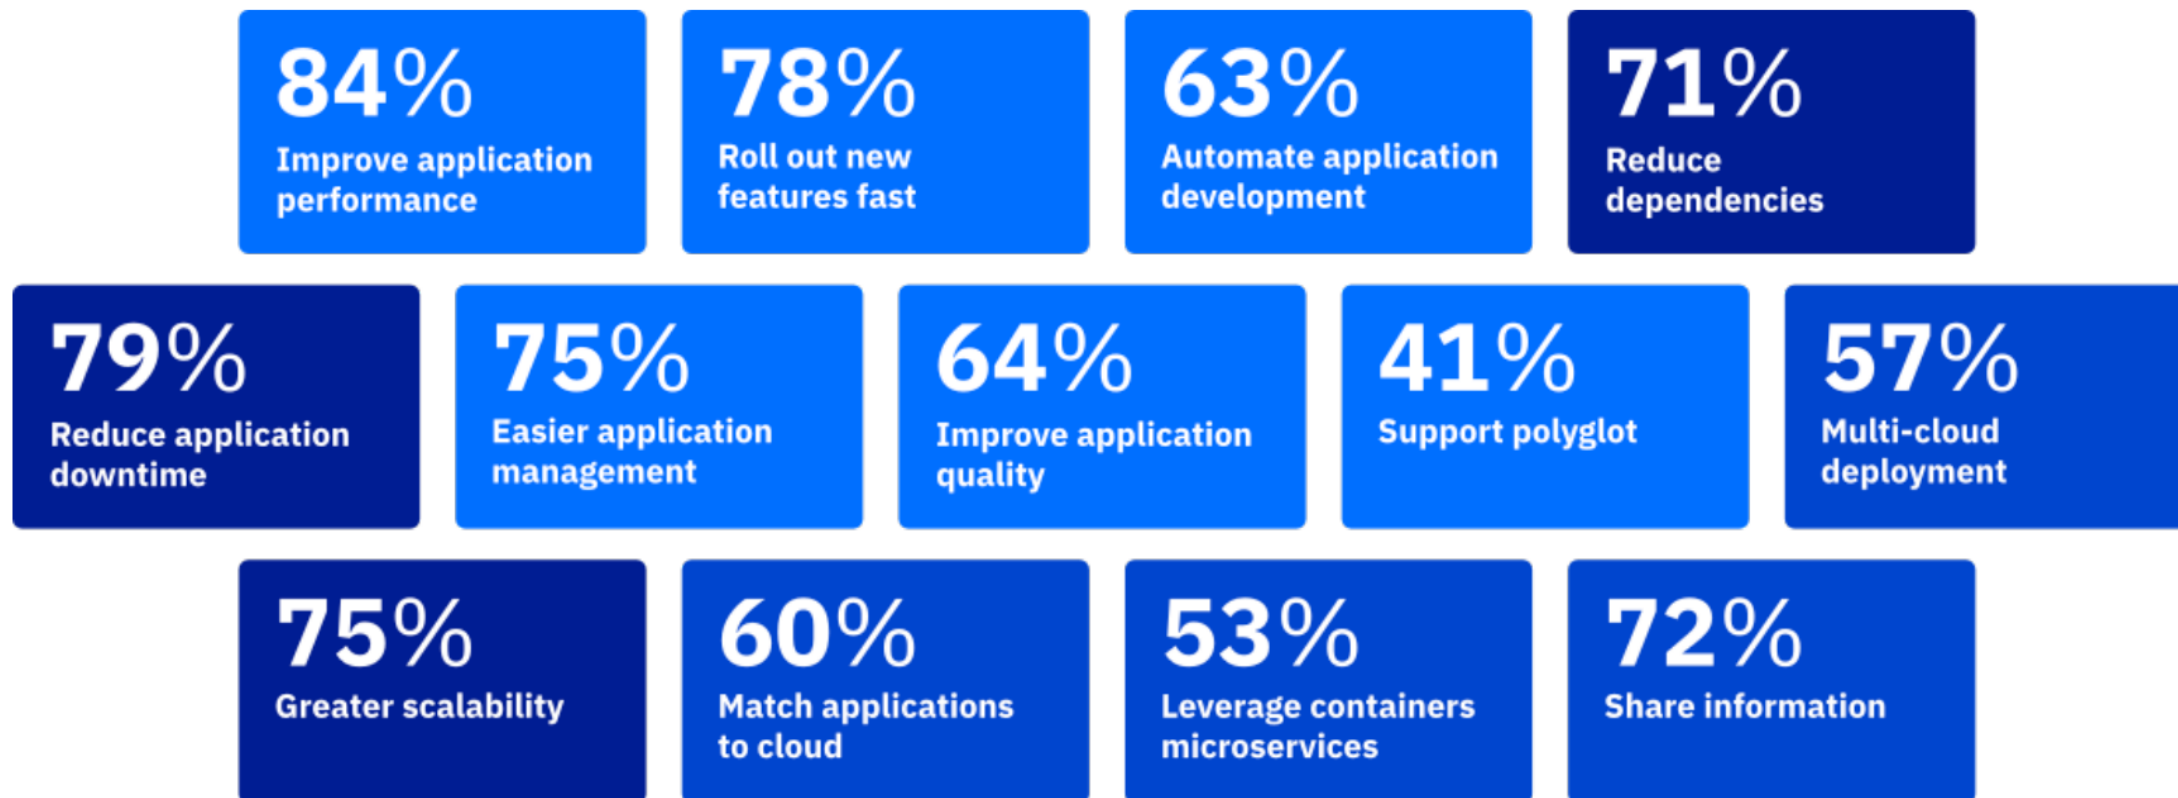 84%
Improve application
performance
78%
Roll out new
features fast
63%
Automate application
development
71%
Reduce
dependencies
79%
Reduce application
downtime
75%
Easier application
management
64%
Improve application
quality
41%
Support polyglot
57%
Multi-cloud
deployment
75%
Greater scalability
60%
Match applications
to cloud
53%
Leverage containers
microservices
72%
Share information